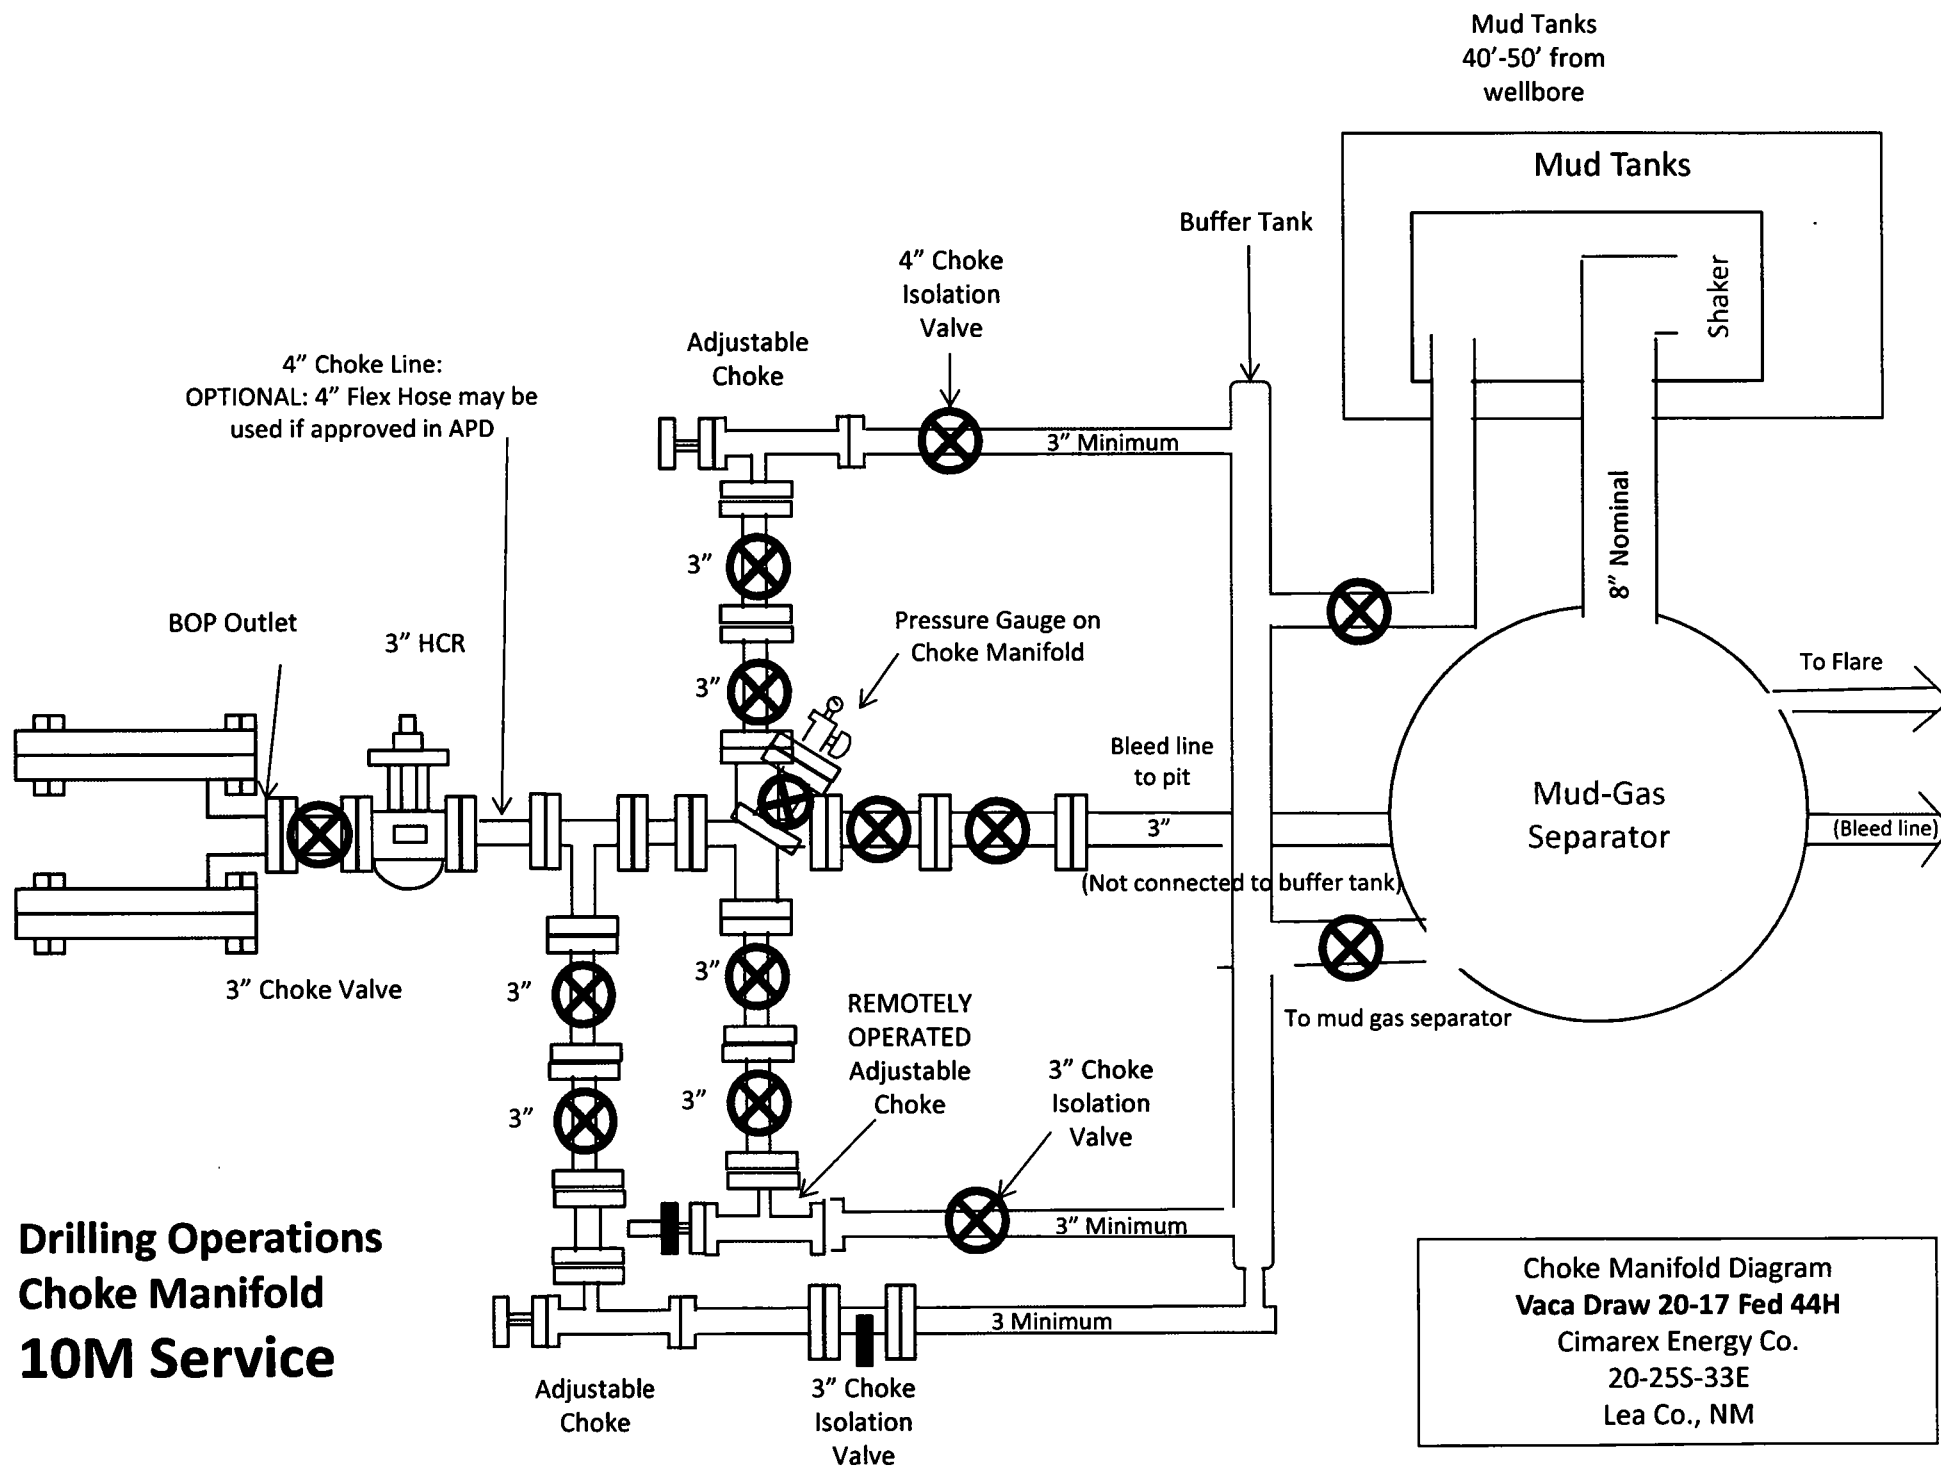 Mud Tanks
40’-50’ from
wellbore
Mud Tanks
Shaker
Buffer Tank
4” Choke
Isolation
Valve
Adjustable
Choke
4” Choke Line:
OPTIONAL: 4” Flex Hose may be
used if approved in APD
3” Minimum
8” Nominal
3”
BOP Outlet
3” HCR
Pressure Gauge on
Choke Manifold
3”
To Flare
Bleed line
to pit
3”
Mud-Gas
Separator
(Bleed line)
(Not connected to buffer tank)
3” Choke Valve
3”
3”
REMOTELY
OPERATED
Adjustable
Choke
To mud gas separator
3” Choke
Isolation
Valve
3”
3”
3” Minimum
3 Minimum
Adjustable
Choke
3” Choke
Isolation
Valve
Drilling Operations
Choke Manifold
10M Service
Choke Manifold Diagram
Vaca Draw 20-17 Fed 44H
Cimarex Energy Co.
20-25S-33E
Lea Co., NM